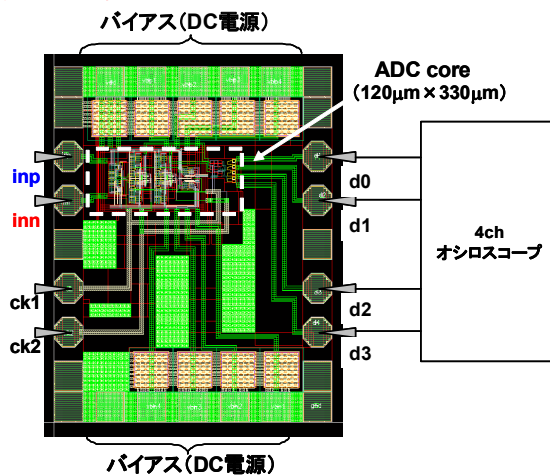 バイアス(DC電源)
ADC core
(120μm×330μm)
inp
inn
ck1
ck2
d0
d1
d2
d3
4ch
オシロスコープ
バイアス(DC電源)